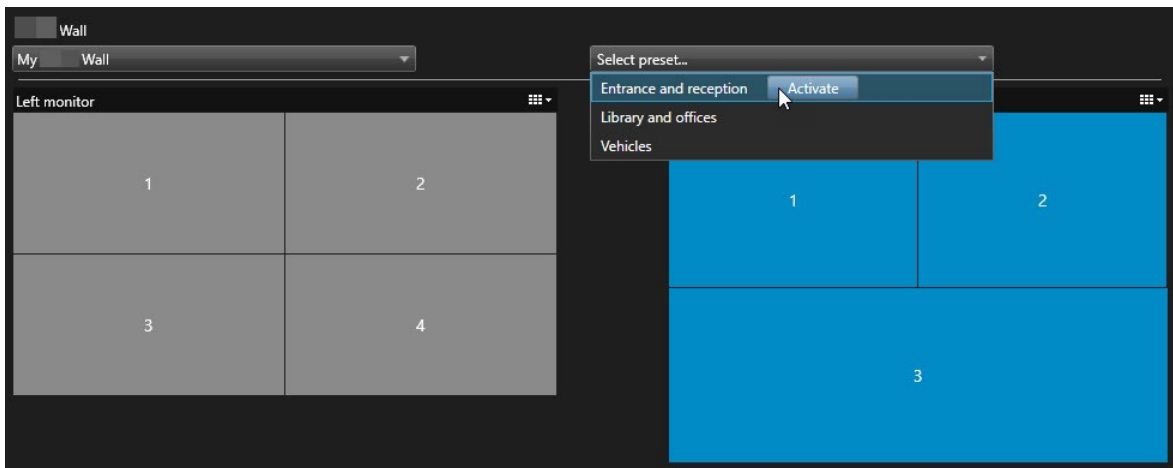 Wall
My Wall
Select preset...
Entrance and reception Activate
Library and offices
Vehicles
Left monitor
1 2
3 4
1 2
3